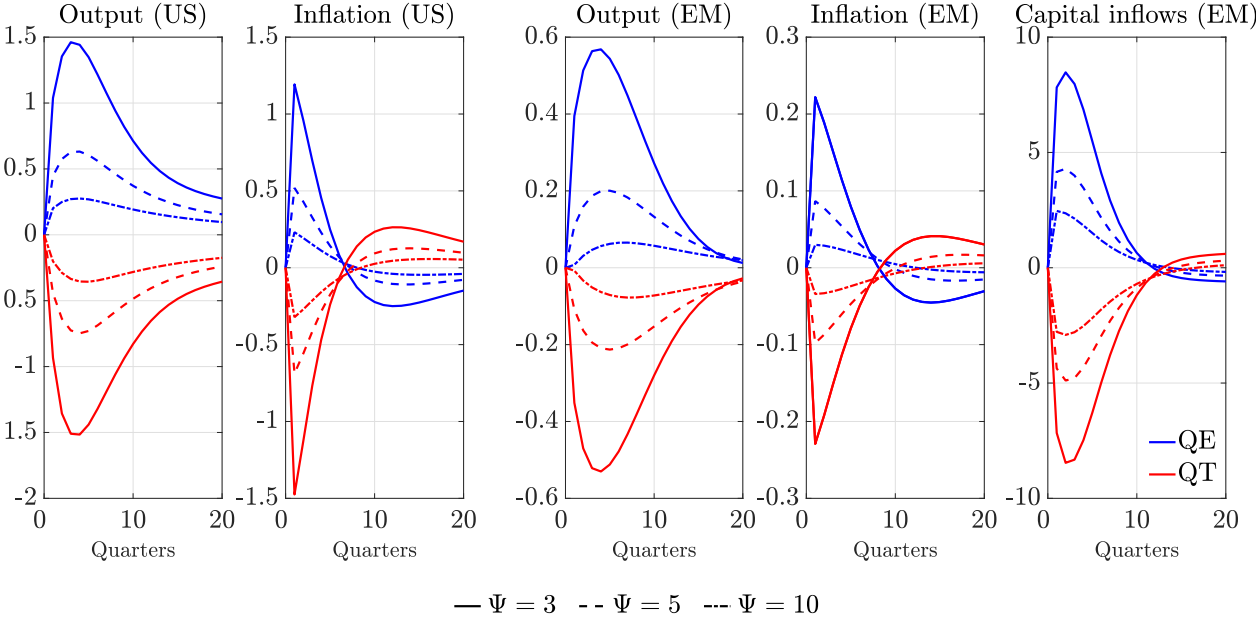 Output (US)
1.5
1
0.5
0
0.5
-1
1.5
-2
0 10 20
Quarters
Inflation (US)
1.5
1
0.5
0
-0.5
-1
-1.5
0 10 20
Quarters
Output (EM)
0.6
0.4
0.2
0
-0.2
-0.4
-0.6
0 10 20
Quarters
Inflation (EM)
0.3
0.2
0.1
0
-0.1
-0.2
-0.3
0 10 20
Quarters
Capital inflows (EM)
10
5
0
-5
-10
0 10 20
Quarters
QE
QT
Ψ = 3 Ψ = 5 Ψ = 10